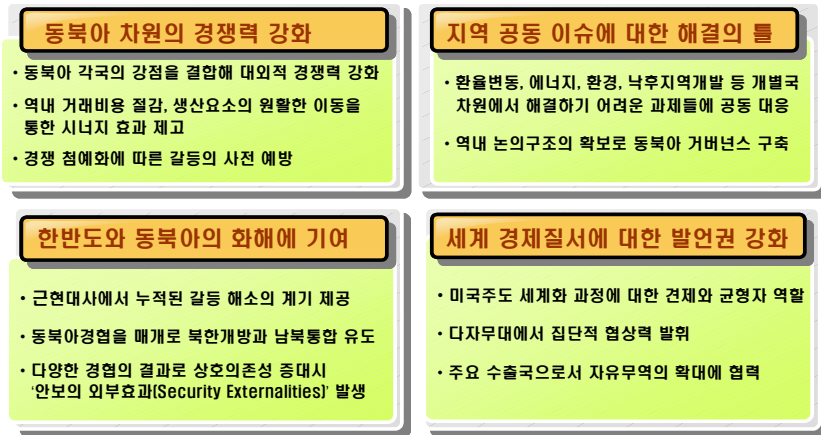 동북아 차원의 경쟁력 강화
• 동북아 각국의 강점을 결합해 대외적 경쟁력 강화
• 역내 거래비용 절감, 생산요소의 원활한 이동을
통한 시너지 효과 제고
• 경쟁 첨예화에 따른 갈등의 사전 예방
지역 공동 이슈에 대한 해결의 틀
• 환율변동, 에너지, 환경, 낙후지역개발 등 개별국
차원에서 해결하기 어려운 과제들에 공동 대응
• 역내 논의구조의 확보로 동북아 거버넌스 구축
한반도와 동북아의 화해에 기여
• 근현대사에서 누적된 갈등 해소의 계기 제공
• 동북아경협을 매개로 북한개방과 남북통합 유도
• 다양한 경협의 결과로 상호의존성 증대시
‘안보의 외부효과(Security Externalities)’ 발생
세계 경제질서에 대한 발언권 강화
• 미국주도 세계화 과정에 대한 견제와 균형자 역할
• 다자무대에서 집단적 협상력 발휘
• 주요 수출국으로서 자유무역의 확대에 협력